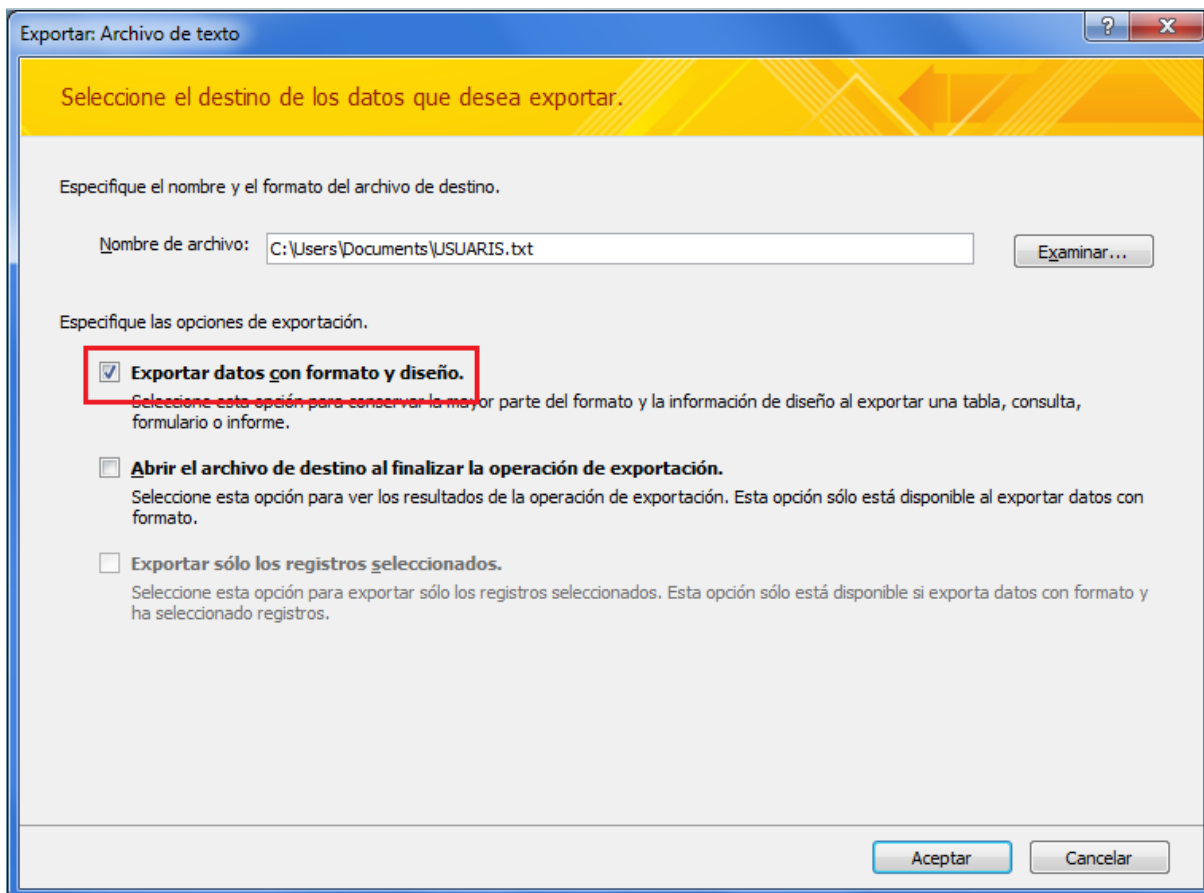 Exportar: Archivo de texto
Seleccione el destino de los datos que desea exportar.
Especifique el nombre y el formato del archivo de destino.
Nombre de archivo: C:\Users\Documents\USUARIS.txt Examinar...
Especifique las opciones de exportación.
Exportar datos con formato y diseño.
Seleccione esta opción para conservar la mayor parte del formato y la información de diseño al exportar una tabla, consulta,
formulario o informe.
Abrir el archivo de destino al finalizar la operación de exportación.
Seleccione esta opción para ver los resultados de la operación de exportación. Esta opción sólo está disponible al exportar datos con
formato.
Exportar sólo los registros seleccionados.
Seleccione esta opción para exportar sólo los registros seleccionados. Esta opción sólo está disponible si exporta datos con formato y
ha seleccionado registros.
Aceptar Cancelar